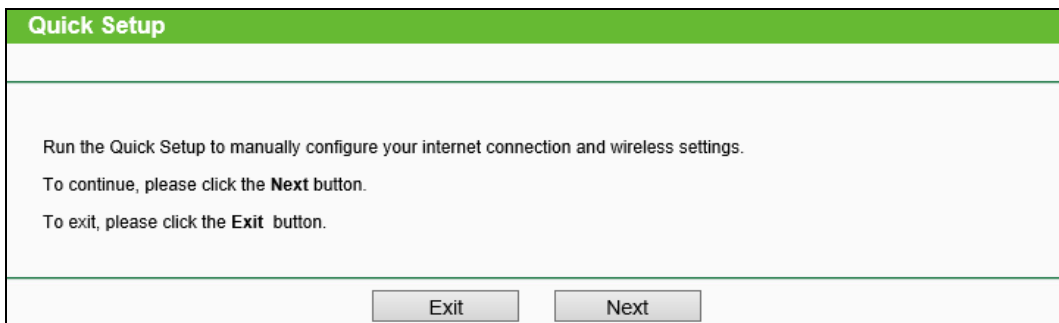 Quick Setup
Run the Quick Setup to manually configure your internet connection and wireless settings.
To continue, please click the Next button.
To exit, please click the Exit button.
Exit Next